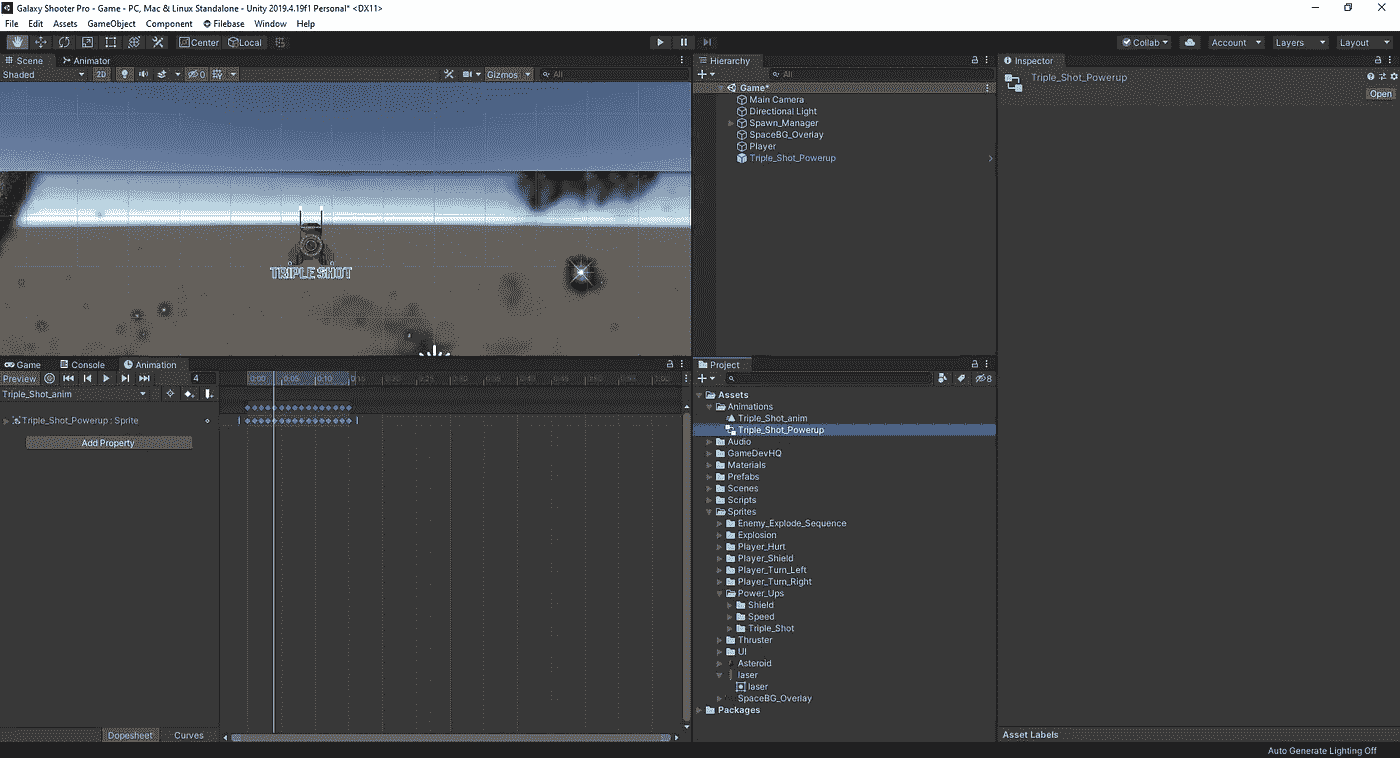 Galaxy Shooter Pro - Game - PC, Mac & Linux Standalone - Unity 2019.4.19f1 Personal* <DX11>
File Edit Assets GameObject Component Filebase Window Help
Center Local Collab Account Layers Layout
Scene Animator
Shaded 2D 0 Gizmos All
TRIPLE SHOT
Hierarchy
All
Game*
Main Camera
Directional Light
Spawn_Manager
SpaceBG_Overlay
Player
Triple_Shot_Powerup
Inspector
Triple_Shot_Powerup
Open
Game Console Animation
Preview 4 0:00 0:05 0:10 0:15
Triple_Shot_anim
Triple_Shot_Powerup : Sprite
Add Property
Dopesheet Curves
Project
8
Assets
Animations
Triple_Shot_anim
Triple_Shot_Powerup
Audio
GameDevHQ
Materials
Prefabs
Scenes
Scripts
Sprites
Enemy_Explode_Sequence
Explosion
Player_Hurt
Player_Shield
Player_Turn_Left
Player_Turn_Right
Power_Ups
Shield
Speed
Triple_Shot
Thruster
UI
Asteroid
laser
laser
SpaceBG_Overlay
Packages
Asset Labels
Auto Generate Lighting Off